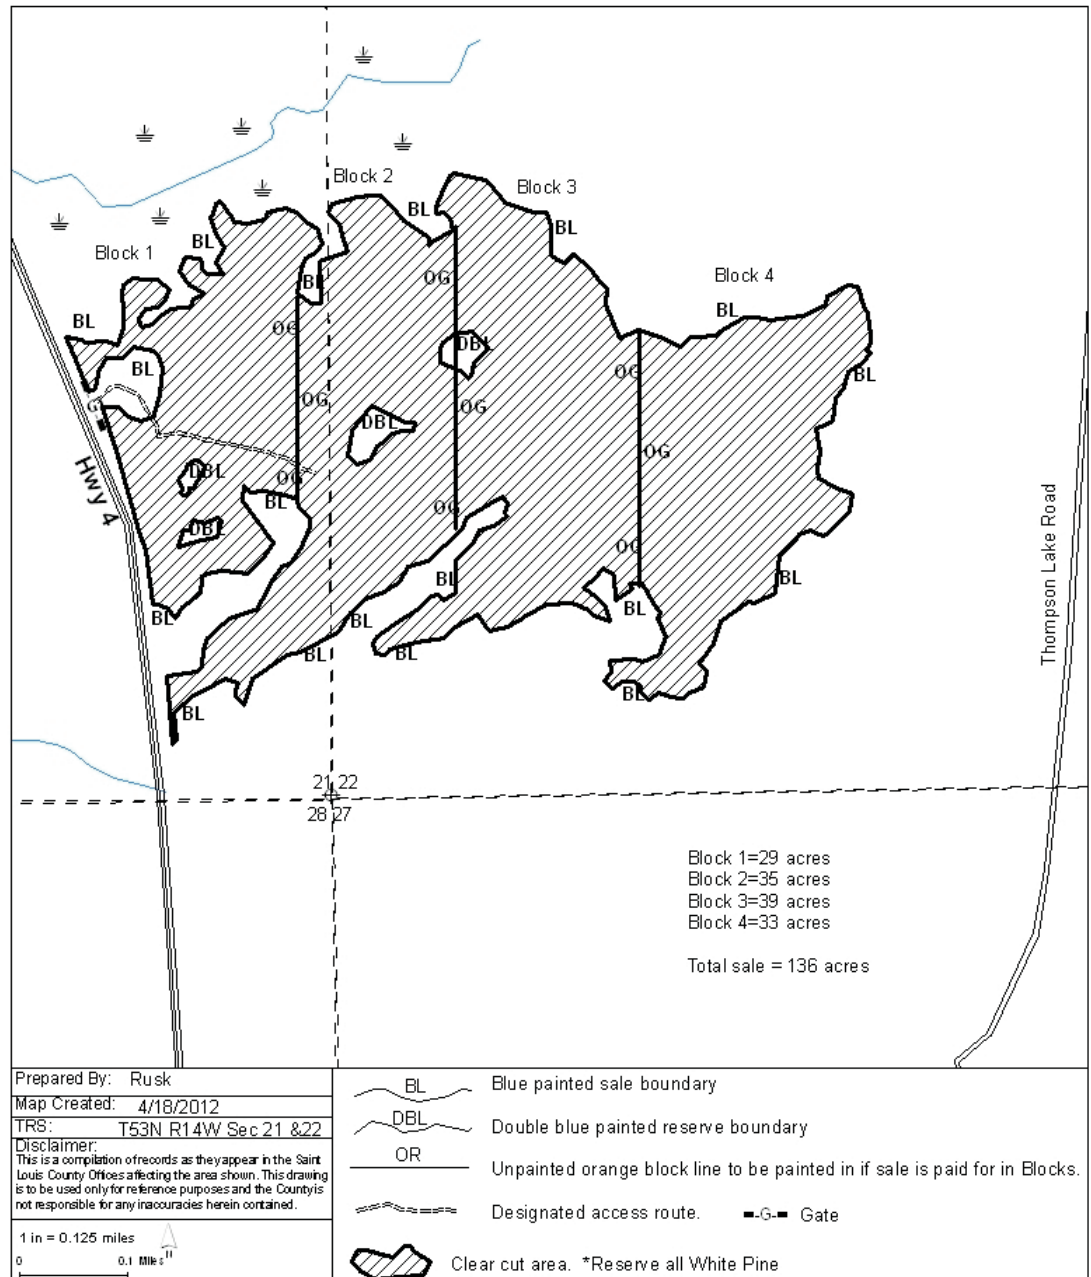 Block 2
Block 3
BL
BL
BL
Block 1
OG
Block 4
BL
BL
BL
OG
DBL
BL
OG
BL
G
OG
OG
DBL
Hwy 4
OG
DBL
OG
BL
OG
DBL
OG
Thompson Lake Road
BL
BL
BL
BL
BL
BL
BL
BL
BL
21 22
28 27
Block 1=29 acres
Block 2=35 acres
Block 3=39 acres
Block 4=33 acres
Total sale = 136 acres
Prepared By: Rusk
Map Created: 4/18/2012
TRS: T53N R14W Sec 21 &22
Disclaimer:
This is a compilation of records as they appear in the Saint
Louis County Offices affecting the area shown. This drawing
is to be used only for reference purposes and the County is
not responsible for any inaccuracies herein contained.
1 in = 0.125 miles
N
0 0.1 Miles
BL Blue painted sale boundary
DBL Double blue painted reserve boundary
OR Unpainted orange block line to be painted in if sale is paid for in Blocks.
Designated access route. -G- Gate
Clear cut area. *Reserve all White Pine